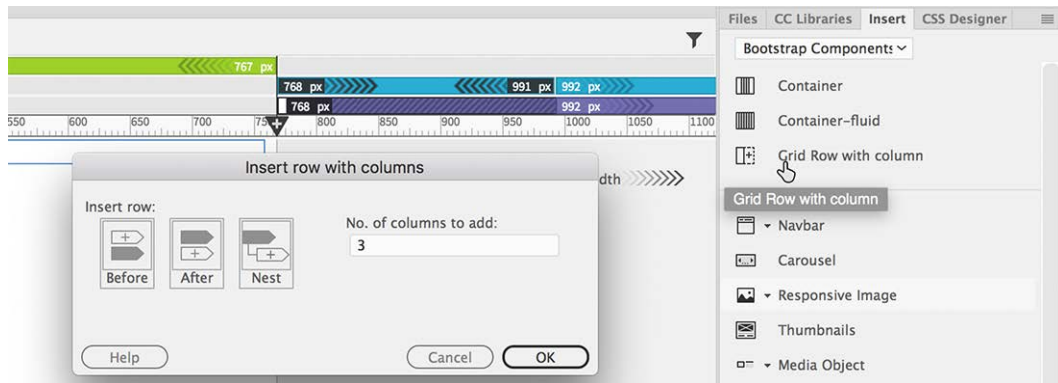 Files CC Libraries Insert CSS Designer
Bootstrap Components
767 px
768 px 991 px 992 px
768 px 992 px
550 600 650 700 75 800 850 900 950 1000 1050 1100
Container
Container-fluid
Grid Row with column
Grid Row with column
Navbar
Carousel
Responsive Image
Thumbnails
Media Object
dth
Insert row with columns
Insert row:
Before After Nest
No. of columns to add:
3
Help Cancel OK